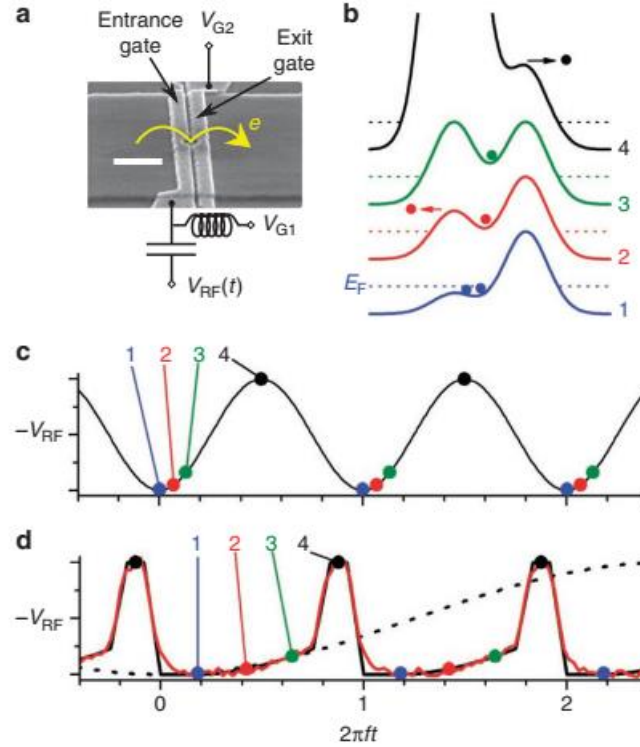 a
Entrance gate
V_G2
Exit gate
e
V_G1
V_RF(t)
b
4
3
2
E_F
1
c
1 2 3 4
−V_RF
d
1 2 3 4
−V_RF
0 1 2
2πft